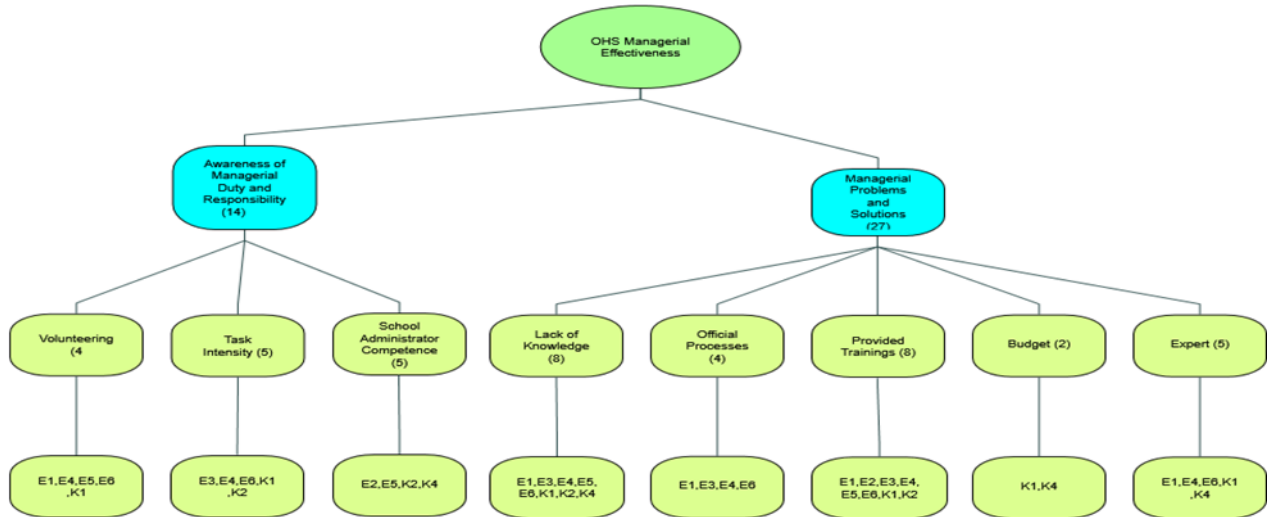 OHS Managerial
Effectiveness
Awareness of
Managerial
Duty and
Responsibility
(14)
Managerial
Problems
and
Solutions
(27)
Volunteering
(4
Task
Intensity (5)
School
Administrator
Competence
(5)
Lack of
Knowledge
(8)
Official
Processes
(4)
Provided
Trainings (8)
Budget (2)
Expert (5)
E1,E4,E5,E6
,K1
E3,E4,E6,K1
,K2
E2,E5,K2,K4
E1,E3,E4,E5,
E6,K1,K2,K4
E1,E3,E4,E6
E1,E2,E3,E4,
E5,E6,K1,K2
K1,K4
E1,E4,E6,K1
,K4